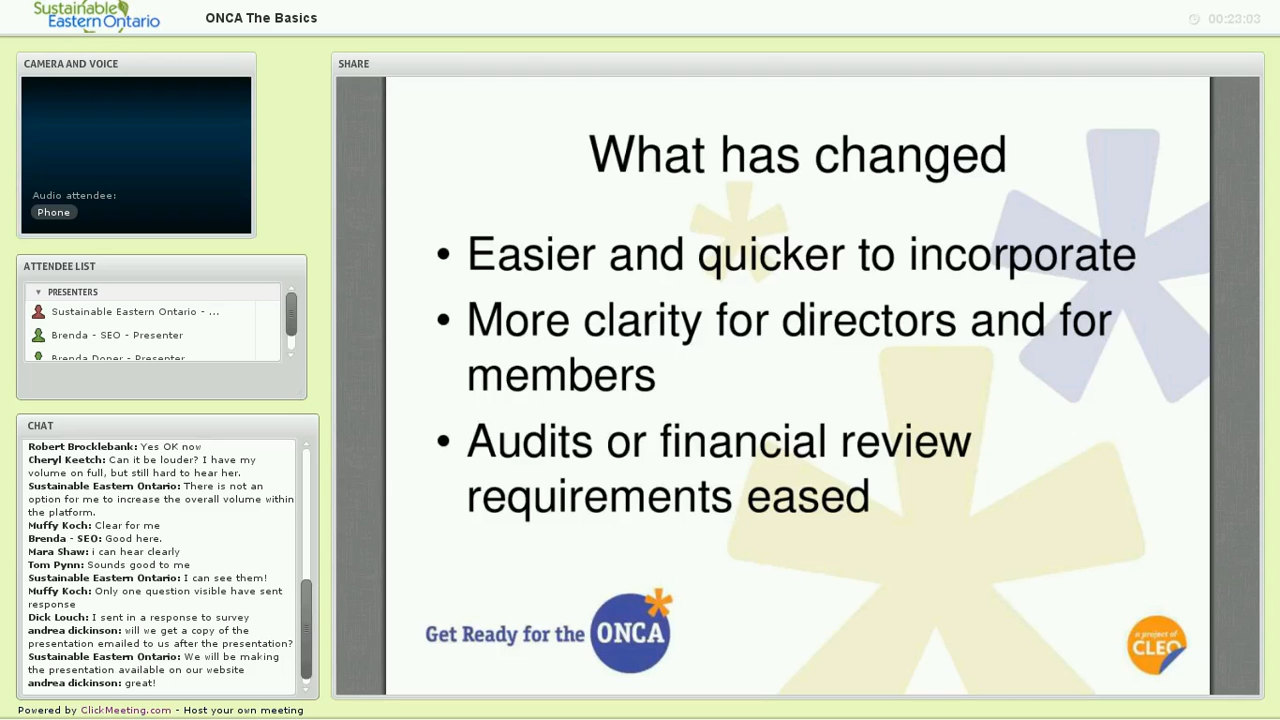 Sustainable
Eastern Ontario
ONCA The Basics
00:23:03
CAMERA AND VOICE
Audio attendee:
Phone
ATTENDEE LIST
PRESENTERS
Sustainable Eastern Ontario - ...
Brenda - SEO - Presenter
Brenda Doner - Presenter
CHAT
Robert Brocklebank: Yes OK now
Cheryl Keetch: Can it be louder? I have my
volume on full, but still hard to hear her.
Sustainable Eastern Ontario: There is not an
option for me to increase the overall volume within
the platform.
Muffy Koch: Clear for me
Brenda - SEO: Good here.
Mara Shaw: i can hear clearly
Tom Pynn: Sounds good to me
Sustainable Eastern Ontario: I can see them!
Muffy Koch: Only one question visible have sent
response
Dick Louch: I sent in a response to survey
andrea dickinson: will we get a copy of the
presentation emailed to us after the presentation?
Sustainable Eastern Ontario: We will be making
the presentation available on our website
andrea dickinson: great!
Powered by ClickMeeting.com - Host your own meeting
SHARE
What has changed
• Easier and quicker to incorporate
• More clarity for directors and for
members
• Audits or financial review
requirements eased
Get Ready for the ONCA
a project of
CLEO